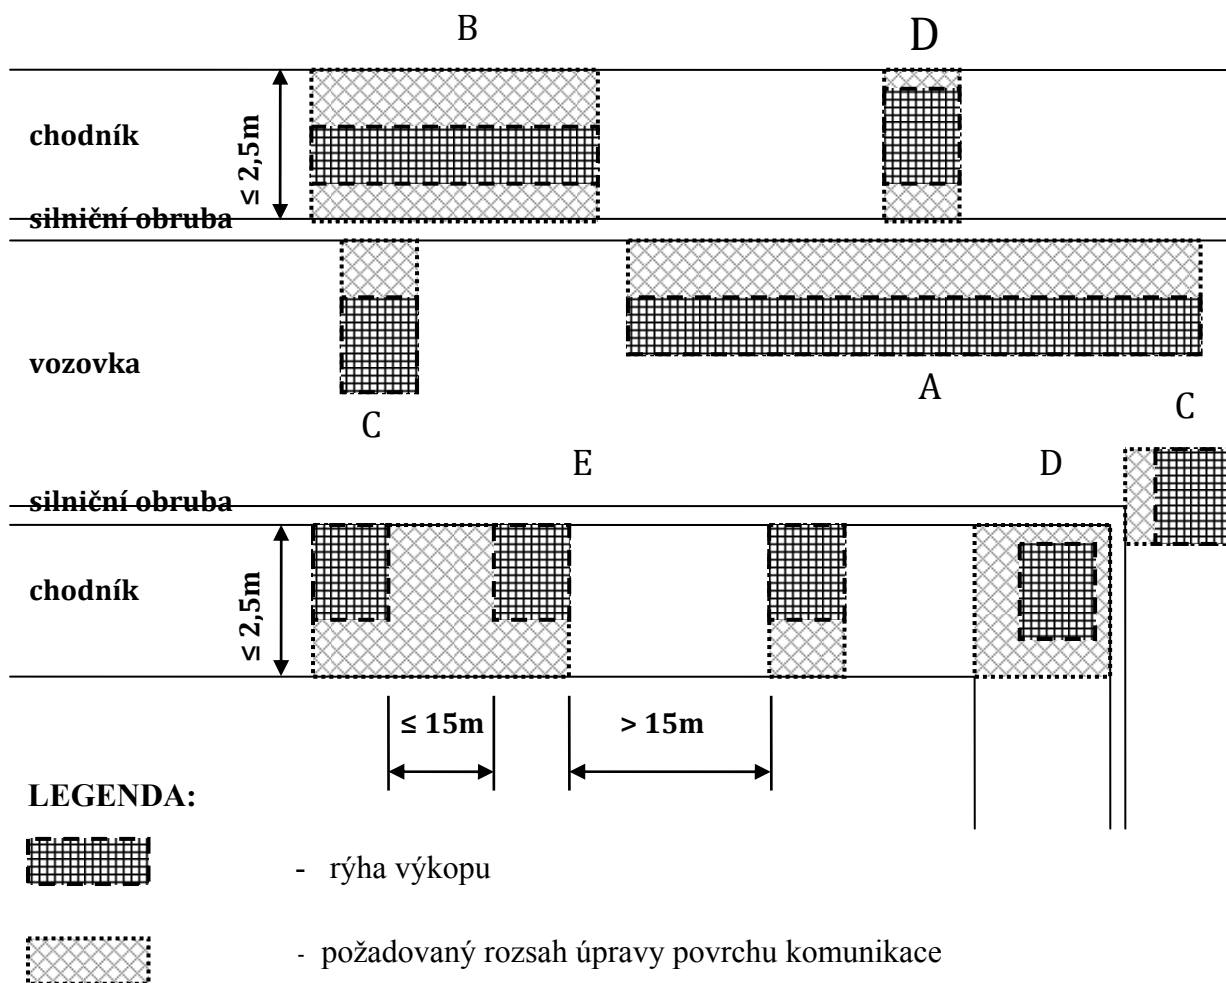 B
D
chodník
≤ 2,5m
silniční obruba
vozovka
A
C
C
E
D
silniční obruba
chodník
≤ 2,5m
≤ 15m
> 15m
LEGENDA:
- rýha výkopu
- požadovaný rozsah úpravy povrchu komunikace